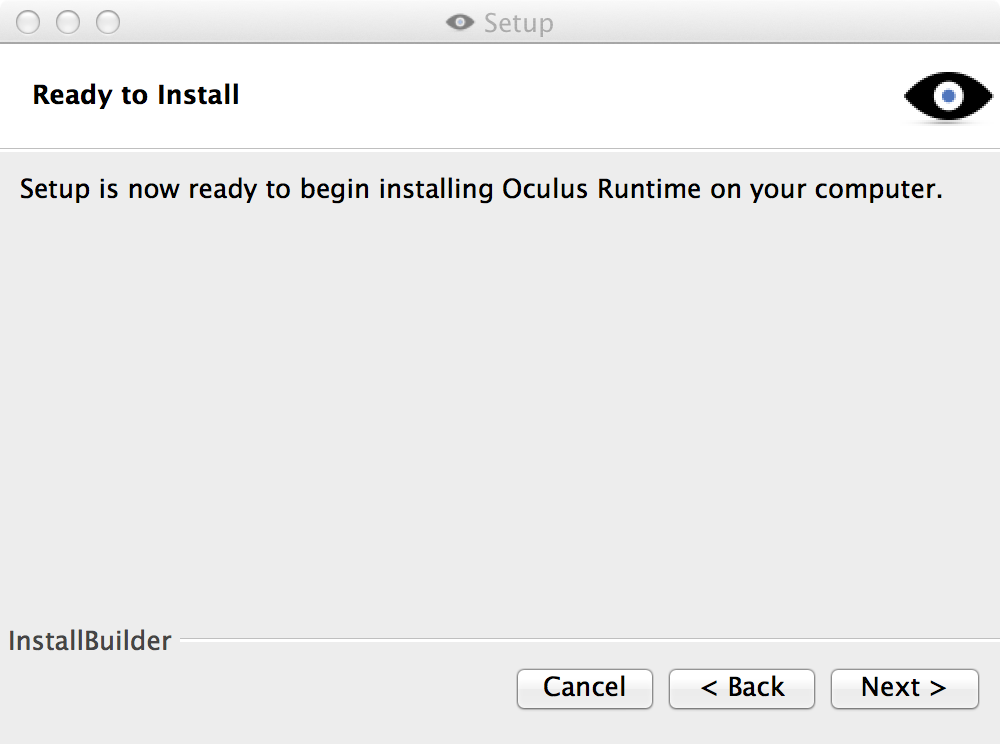 Setup
Ready to Install
Setup is now ready to begin installing Oculus Runtime on your computer.
InstallBuilder
Cancel
< Back
Next >